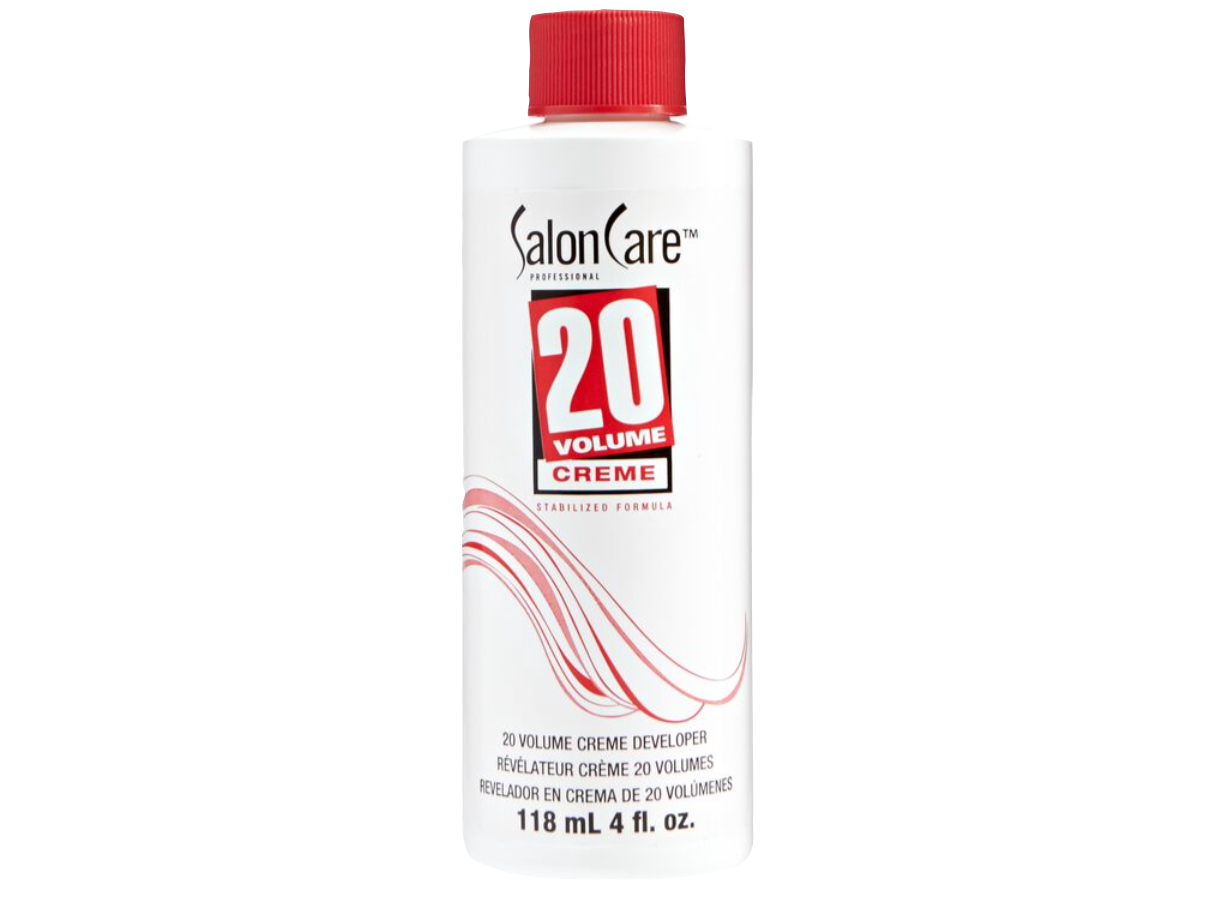 SalonCare™
PROFESSIONAL
20
VOLUME
CREME
STABILIZED FORMULA
20 VOLUME CREME DEVELOPER
RÉVÉLATEUR CRÈME 20 VOLUMES
REVELADOR EN CREMA DE 20 VOLÚMENES
118 mL 4 fl. oz.